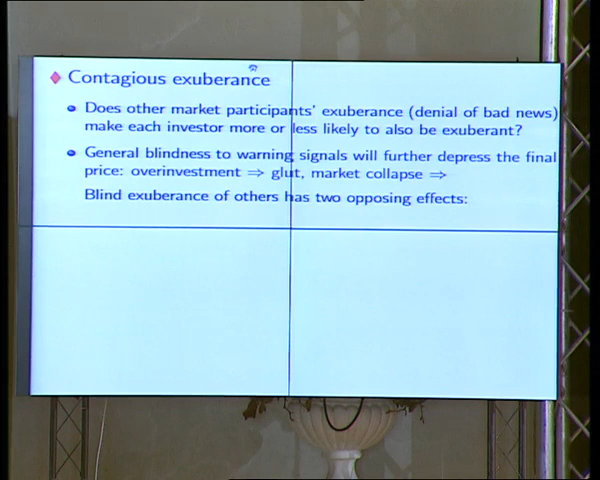 Contagious exuberance
Does other market participants' exuberance (denial of bad news)
make each investor more or less likely to also be exuberant?
General blindness to warning signals will further depress the final
price: overinvestment ⇒ glut, market collapse ⇒
Blind exuberance of others has two opposing effects: